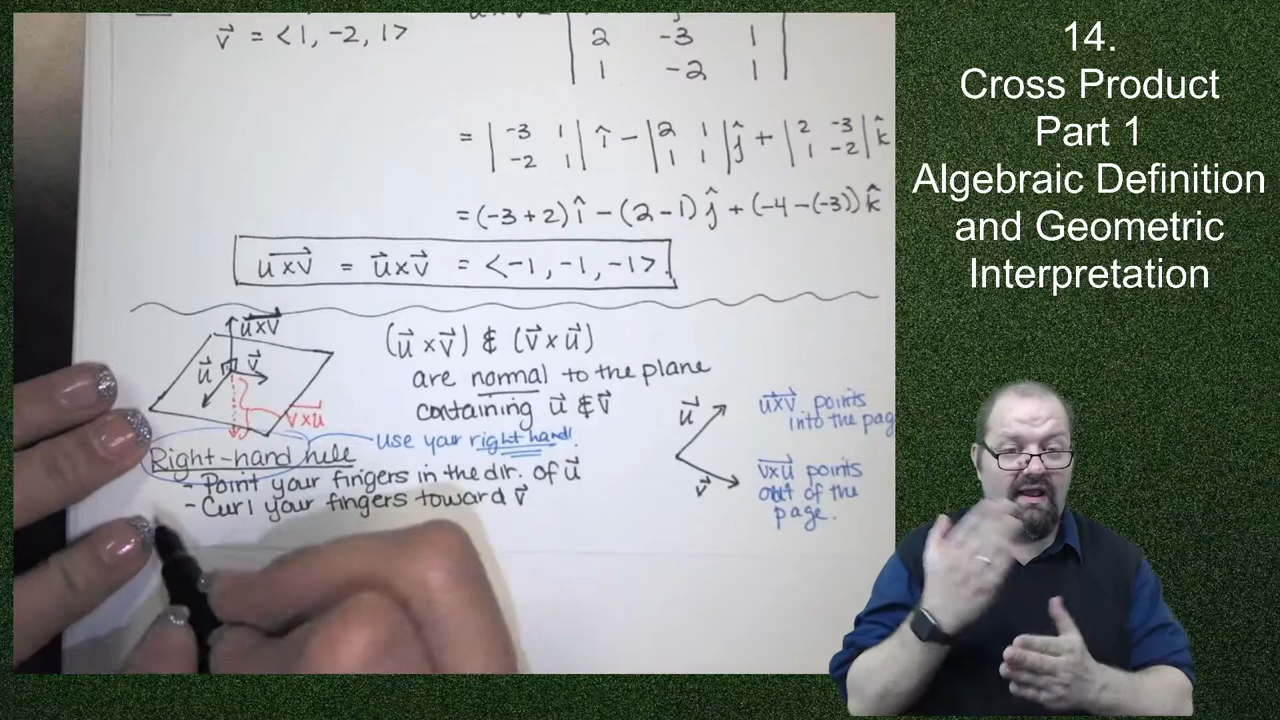 v⃗ = <1, -2, 1>
2 -3 1
1 -2 1
= | -3 1 | î − | 2 1 | ĵ + | 2 -3 | k̂
| -2 1 | | 1 1 | | 1 -2 |
= (-3+2) î − (2-1) ĵ + (-4-(-3)) k̂
u×v = u⃗×v⃗ = <-1, -1, -1>.
u×v
u⃗ v⃗
v×u
(u⃗×v⃗) & (v⃗×u⃗)
are normal to the plane
containing u⃗ & v⃗
Use your right hand!
Right-hand rule
- Point your fingers in the dir. of u⃗
- Curl your fingers toward v⃗
u⃗
v⃗
u×v points
into the pag
v×u points
out of the
page.
14.
Cross Product
Part 1
Algebraic Definition
and Geometric
Interpretation